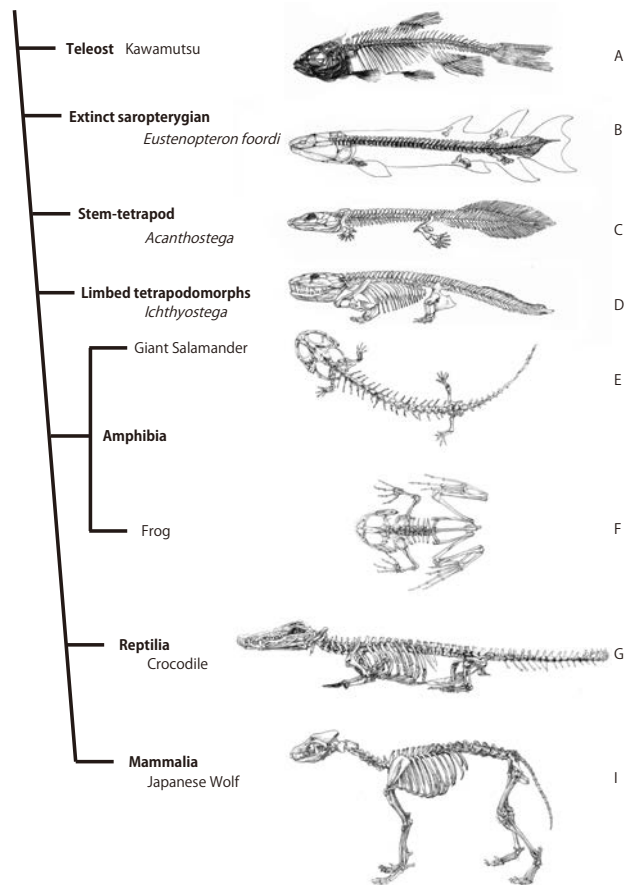 Teleost Kawamutsu
A
Extinct saropterygian
Eustenopteron foordi
B
Stem-tetrapod
Acanthostega
C
Limbed tetrapodomorphs
Ichthyostega
D
Giant Salamander
E
Amphibia
Frog
F
Reptilia
Crocodile
G
Mammalia
Japanese Wolf
I